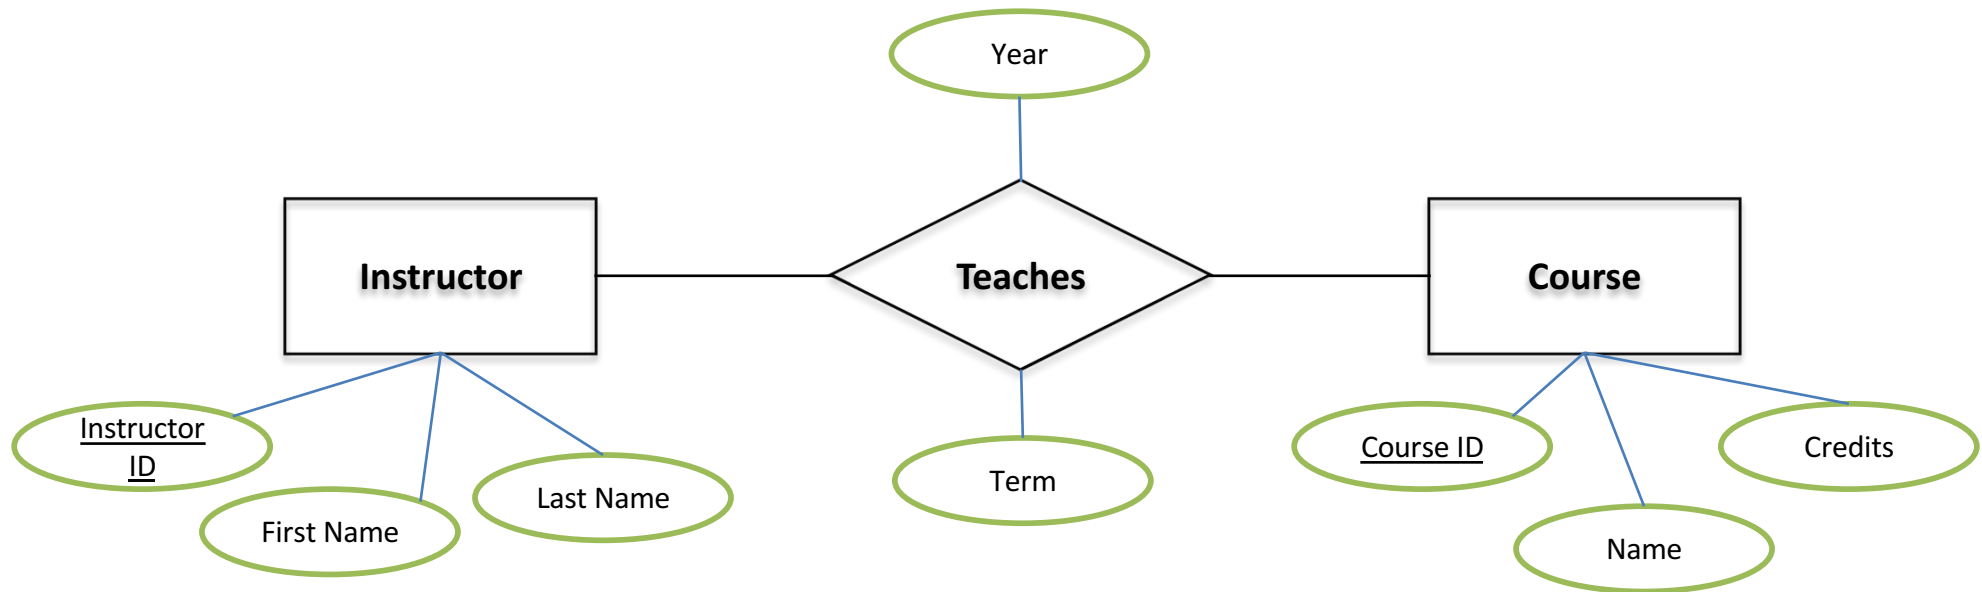 Year
Instructor
Teaches
Course
Instructor
ID
First Name
Last Name
Term
Course ID
Name
Credits